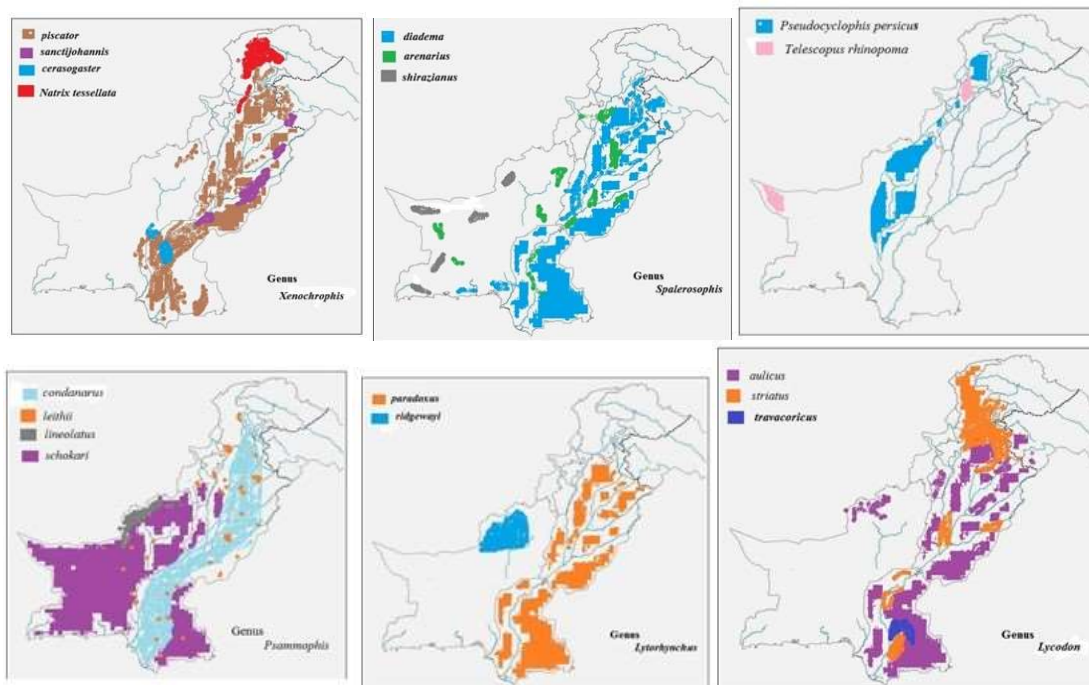 piscator
sanctijohannis
cerasogaster
Natrix tessellata
Genus
Xenochrophis
diadema
arenarius
shirazianus
Genus
Spalerosophis
Pseudocyclophis persicus
Telescopus rhinopoma
condanarus
leithii
lineolatus
schokari
Genus
Psammophis
paradoxus
ridgewayi
Genus
Lytorhynchus
aulicus
striatus
travacoricus
Genus
Lycodon